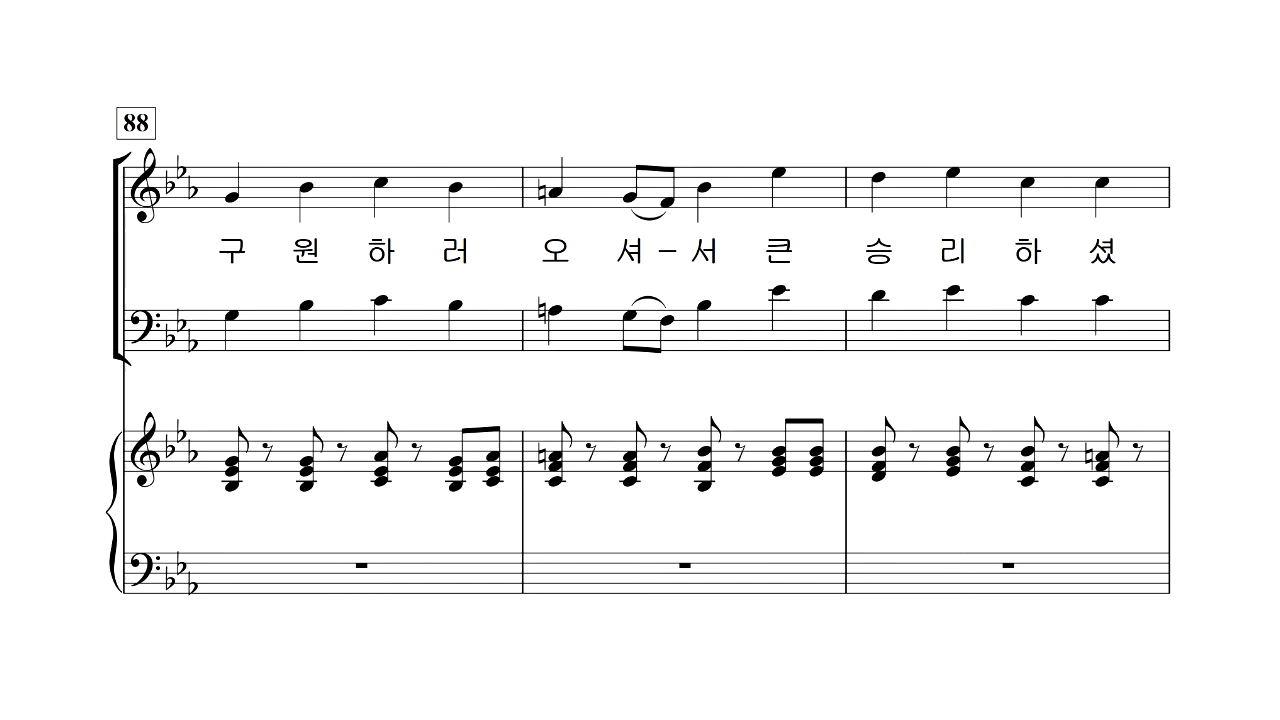 88
구 원 하 러 오 셔 – 서 큰 승 리 하 셨